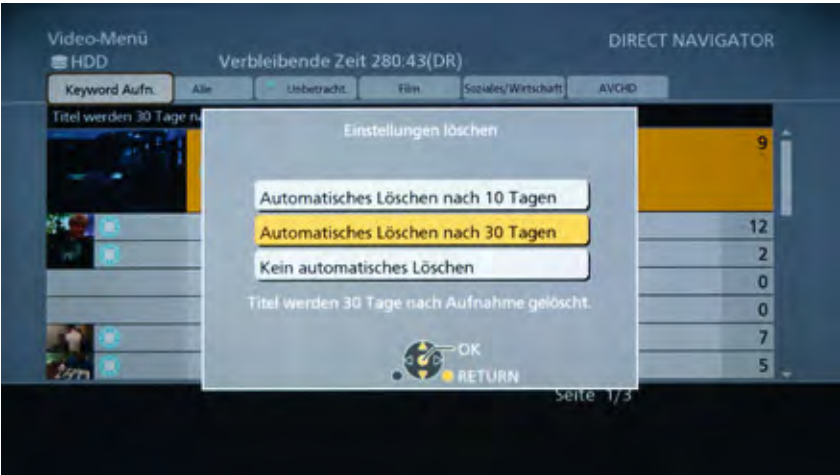 Video-Menü
DIRECT NAVIGATOR
HDD
Verbleibende Zeit 280:43(DR)
Keyword Aufn.
Alle
Unbetracht.
Film
Soziales/Wirtschaft
AVCHD
Titel werden 30 Tage
Einstellungen löschen
9
Automatisches Löschen nach 10 Tagen
12
Automatisches Löschen nach 30 Tagen
2
Kein automatisches Löschen
0
Titel werden 30 Tage nach Aufnahme gelöscht.
0
7
OK
5
RETURN
Seite 1/3